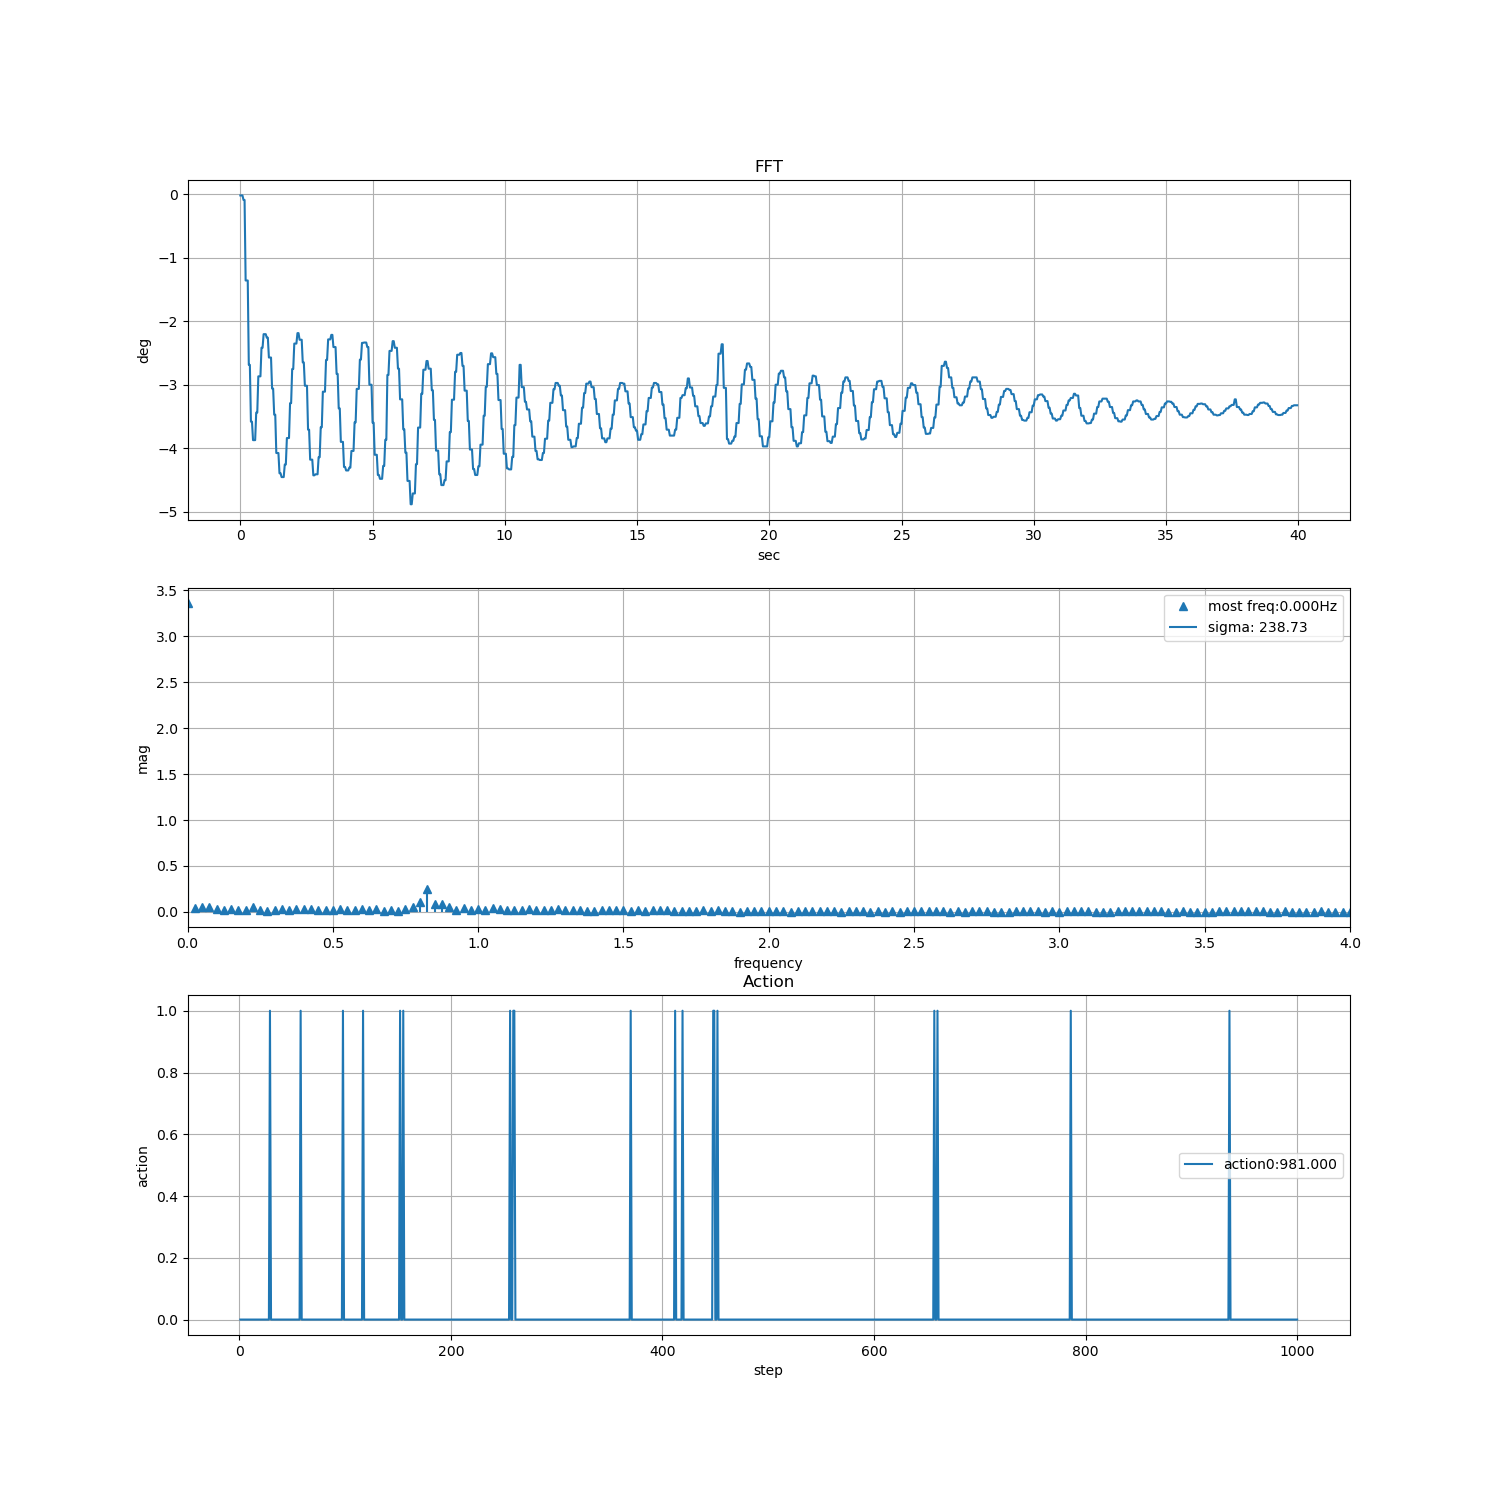 FFT
0
−1
−2
−3
−4
−5
deg
0 5 10 15 20 25 30 35 40
sec
3.5
3.0
2.5
2.0
1.5
1.0
0.5
0.0
mag
most freq:0.000Hz
sigma: 238.73
0.0 0.5 1.0 1.5 2.0 2.5 3.0 3.5 4.0
frequency
Action
1.0
0.8
0.6
0.4
0.2
0.0
action
action0:981.000
0 200 400 600 800 1000
step